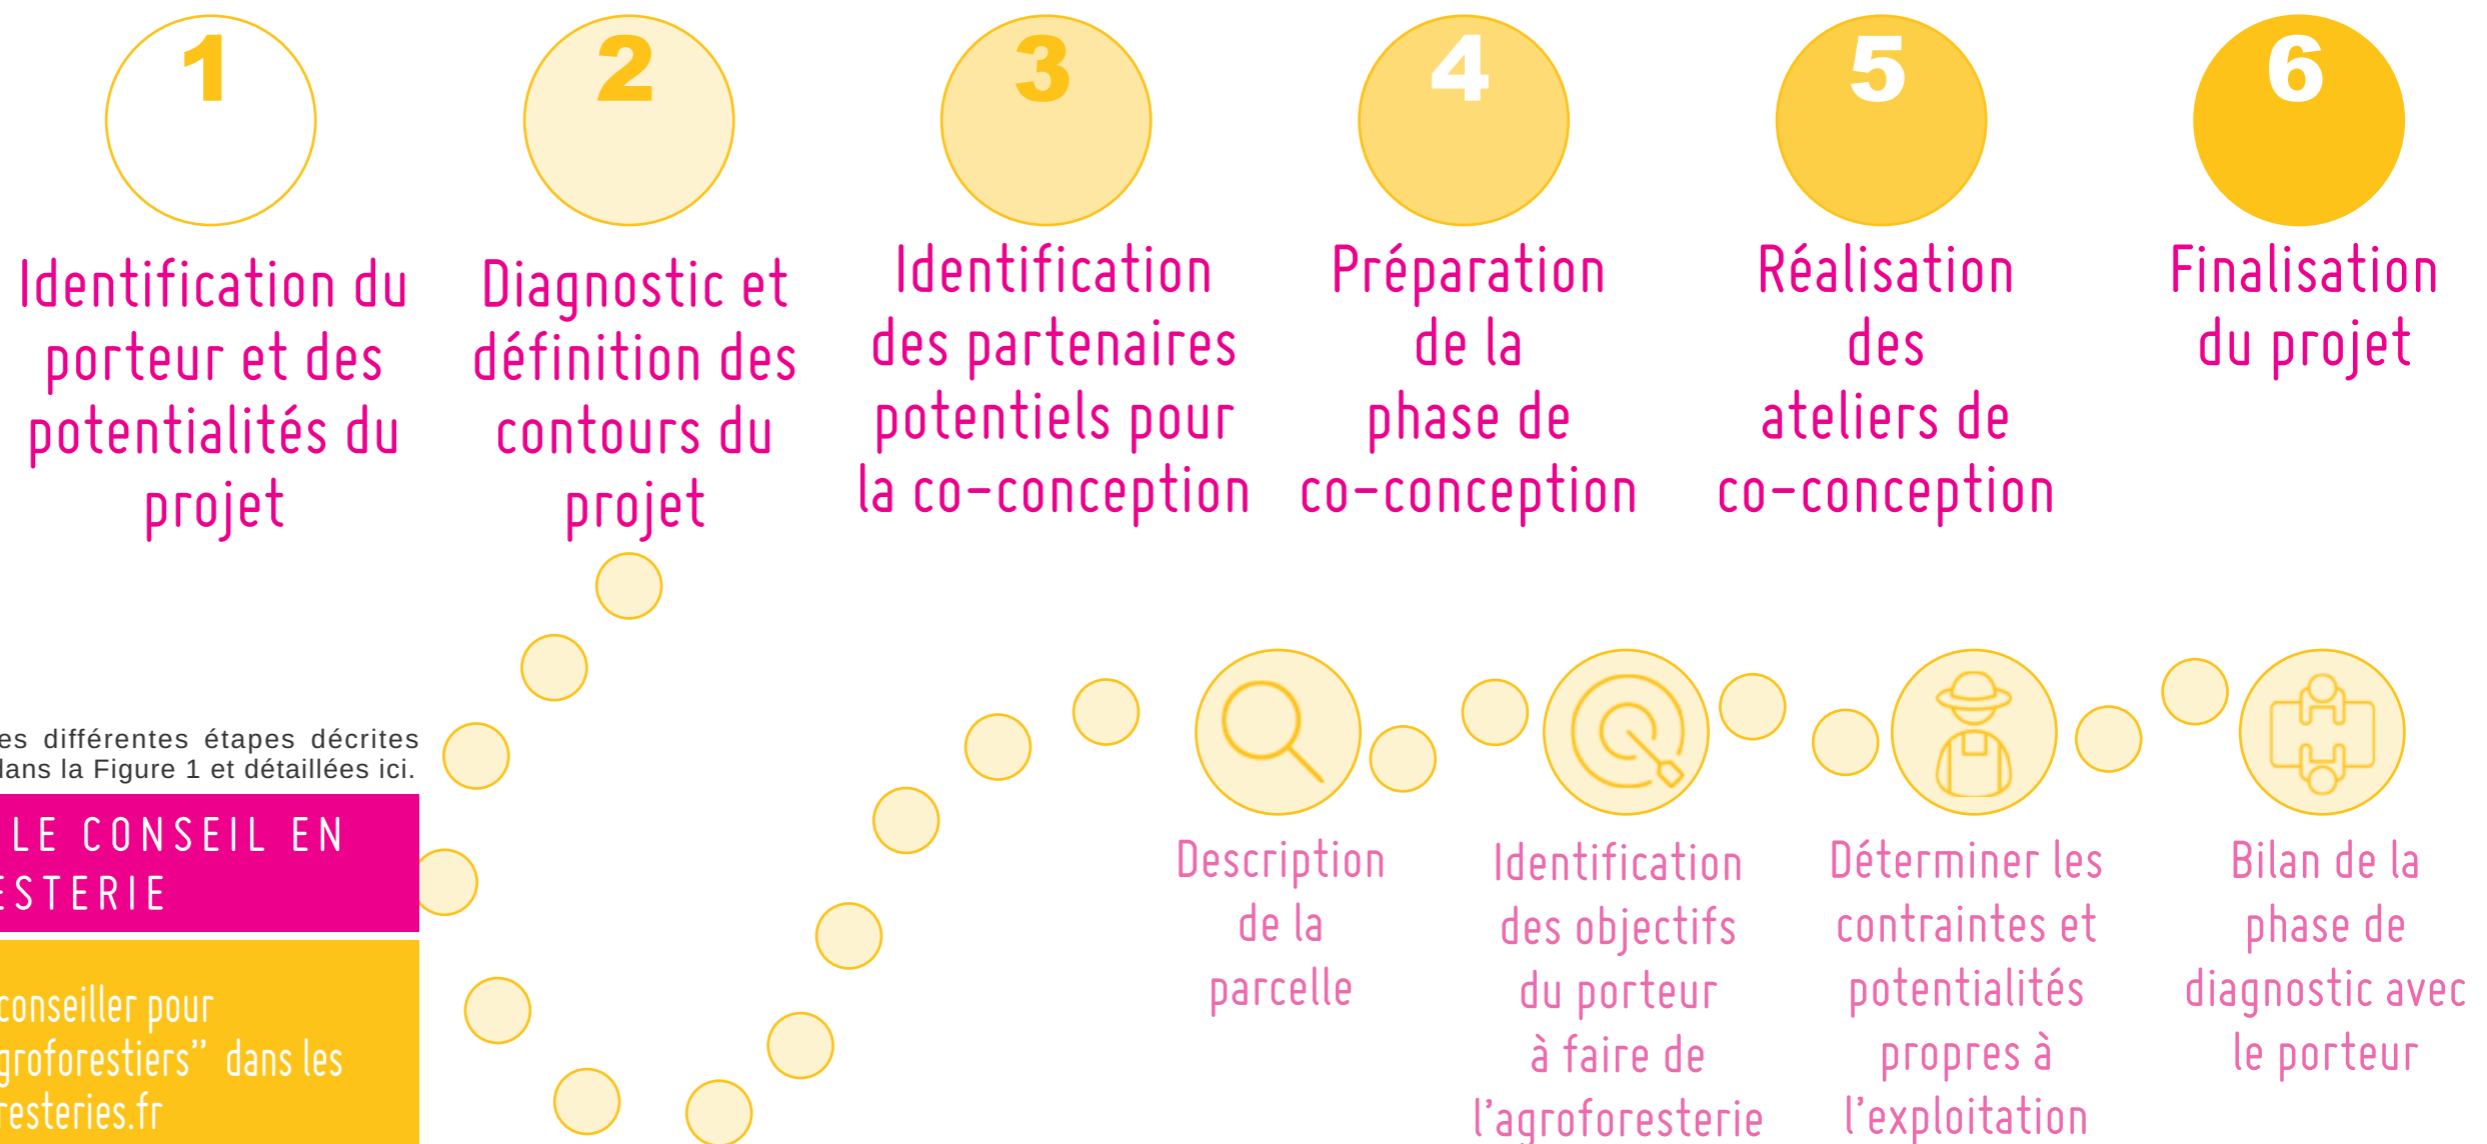 1
Identification du
porteur et des
potentialités du
projet
2
Diagnostic et
définition des
contours du
projet
3
Identification
des partenaires
potentiels pour
la co-conception
4
Préparation
de la
phase de
co-conception
5
Réalisation
des
ateliers de
co-conception
6
Finalisation
du projet
es différentes étapes décrites
dans la Figure 1 et détaillées ici.
LE CONSEIL EN
ESTERIE
conseiller pour
groforestiers" dans les
resteries.fr
Description
de la
parcelle
Identification
des objectifs
du porteur
à faire de
l'agroforesterie
Déterminer les
contraintes et
potentialités
propres à
l'exploitation
Bilan de la
phase de
diagnostic avec
le porteur